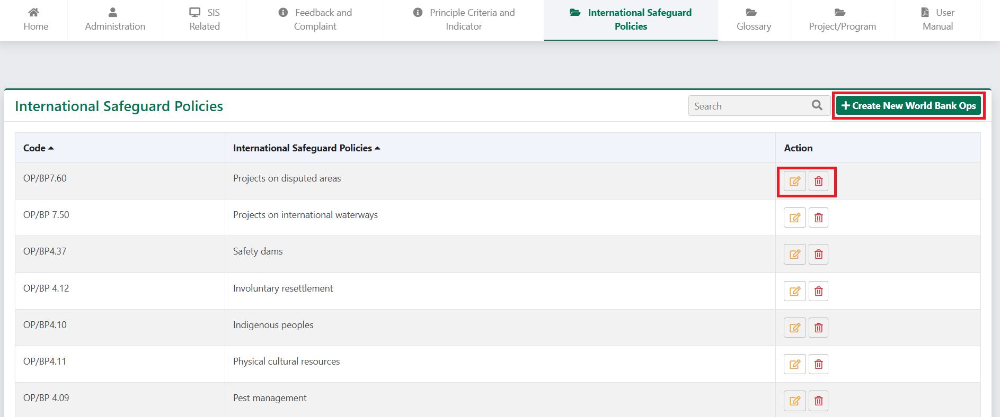 Home
Administration
SIS
Related
Feedback and
Complaint
Principle Criteria and
Indicator
International Safeguard
Policies
Glossary
Project/Program
User
Manual
International Safeguard Policies
Search
Create New World Bank Ops
Code International Safeguard Policies Action
OP/BP7.60 Projects on disputed areas
OP/BP 7.50 Projects on international waterways
OP/BP4.37 Safety dams
OP/BP 4.12 Involuntary resettlement
OP/BP4.10 Indigenous peoples
OP/BP4.11 Physical cultural resources
OP/BP 4.09 Pest management